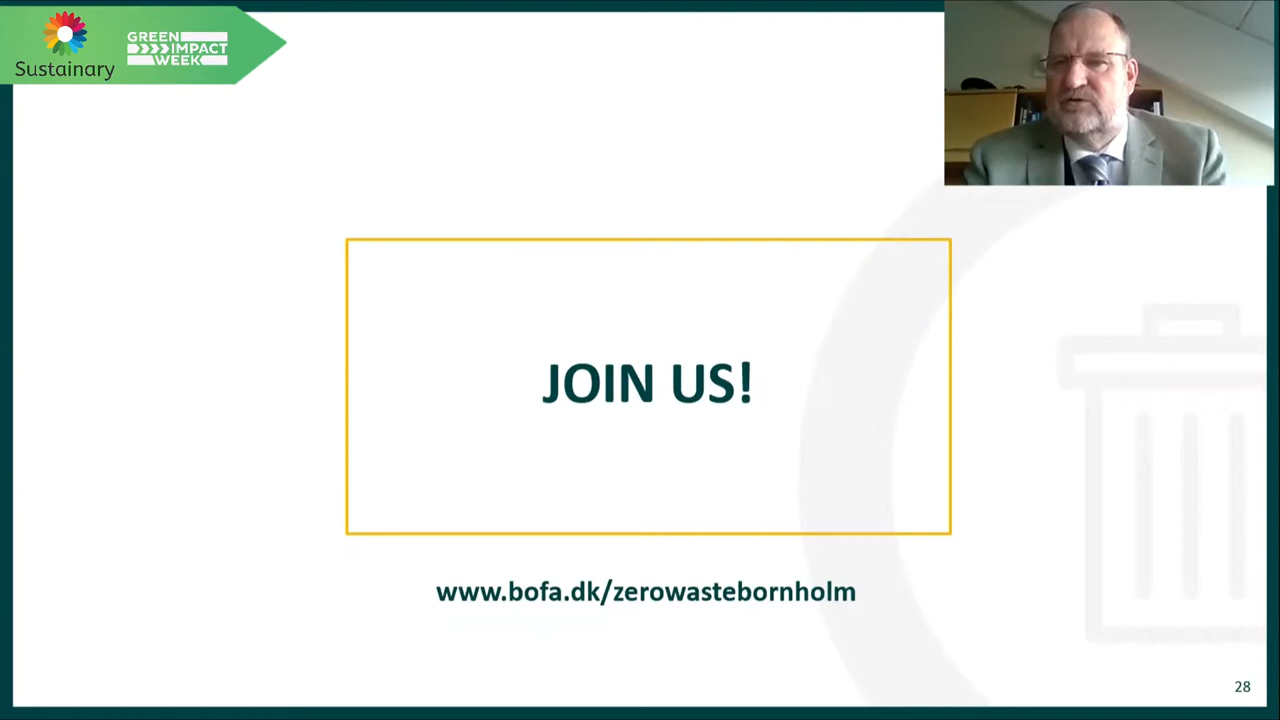 Sustainary
GREEN
IMPACT
WEEK
JOIN US!
www.bofa.dk/zerowastebornholm
28